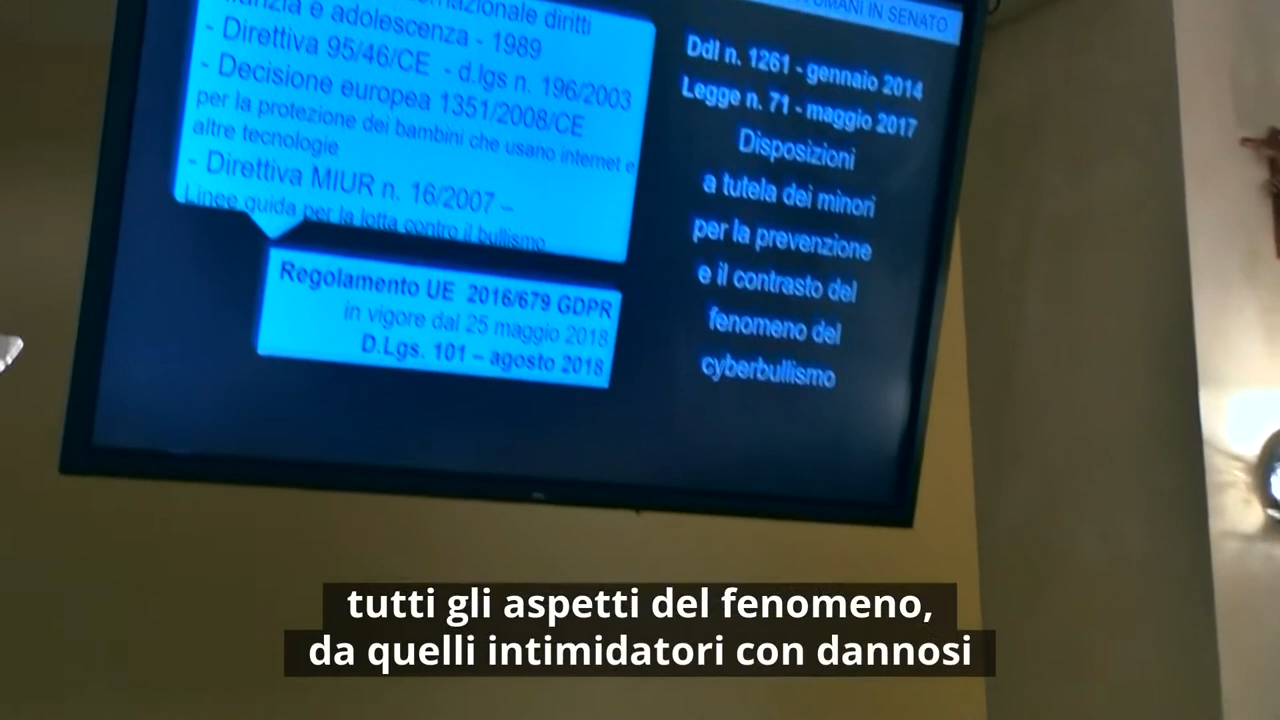 diritti
e adolescenza - 1989
- Direttiva 95/46/CE - d.lgs n. 196/2003
- Decisione europea 1351/2008/CE
per la protezione dei bambini che usano internet e
altre tecnologie
- Direttiva MIUR n. 16/2007 –
Linee guida per la lotta contro il bullismo
Regolamento UE 2016/679 GDPR
in vigore dal 25 maggio 2018
D.Lgs. 101 – agosto 2018
UMANI IN SENATO
Ddl n. 1261 - gennaio 2014
Legge n. 71 - maggio 2017
Disposizioni
a tutela dei minori
per la prevenzione
e il contrasto del
fenomeno del
cyberbullismo
tutti gli aspetti del fenomeno,
da quelli intimidatori con dannosi